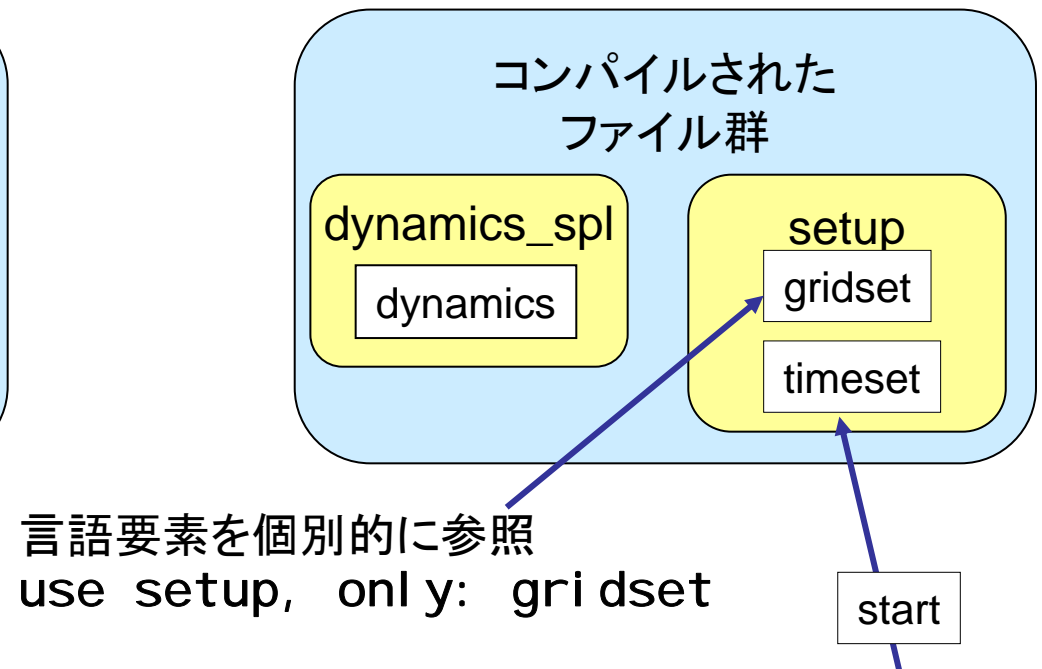 コンパイルされた
ファイル群
dynamics_spl
dynamics
setup
gridset
timeset
言語要素を個別的に参照
use setup, only: gridset
start